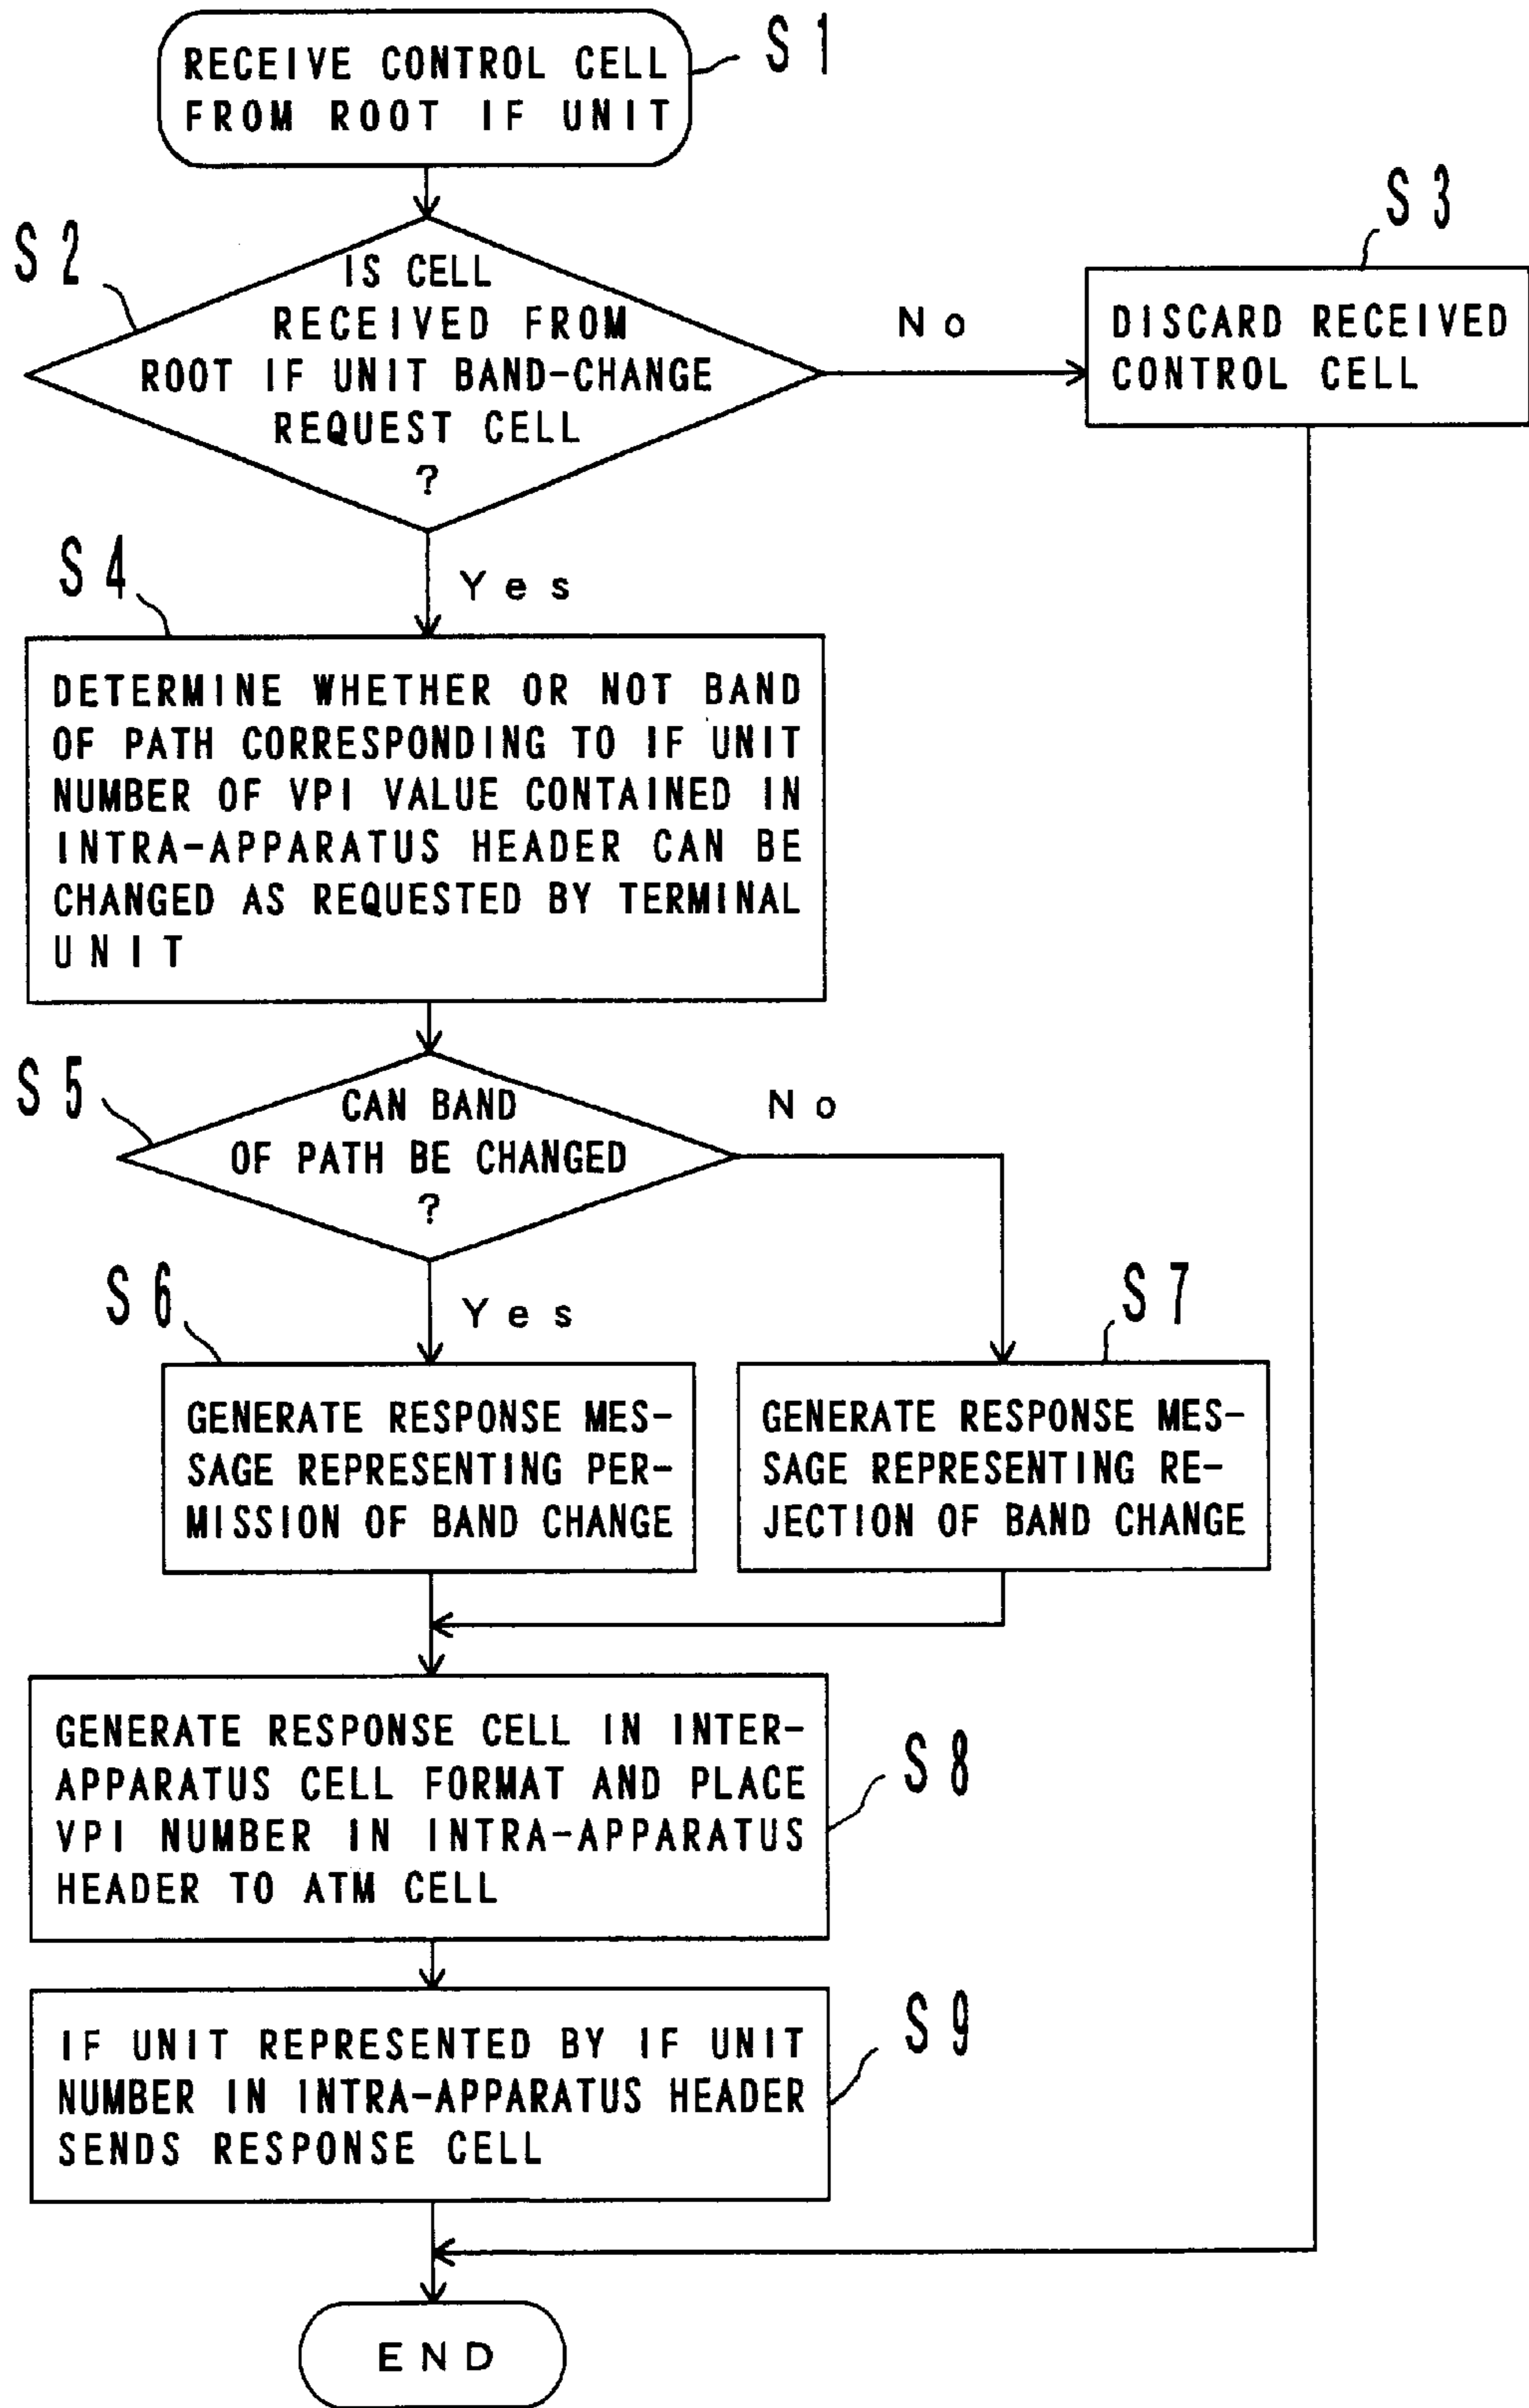 RECEIVE CONTROL CELL
FROM ROOT IF UNIT
S1
S2
IS CELL
RECEIVED FROM
ROOT IF UNIT BAND-CHANGE
REQUEST CELL
?
No
S3
DISCARD RECEIVED
CONTROL CELL
Yes
S4
DETERMINE WHETHER OR NOT BAND
OF PATH CORRESPONDING TO IF UNIT
NUMBER OF VPI VALUE CONTAINED IN
INTRA-APPARATUS HEADER CAN BE
CHANGED AS REQUESTED BY TERMINAL
UNIT
S5
CAN BAND
OF PATH BE CHANGED
?
No
Yes
S6
GENERATE RESPONSE MES-
SAGE REPRESENTING PER-
MISSION OF BAND CHANGE
S7
GENERATE RESPONSE MES-
SAGE REPRESENTING RE-
JECTION OF BAND CHANGE
GENERATE RESPONSE CELL IN INTER-
APPARATUS CELL FORMAT AND PLACE
VPI NUMBER IN INTRA-APPARATUS
HEADER TO ATM CELL
S8
IF UNIT REPRESENTED BY IF UNIT
NUMBER IN INTRA-APPARATUS HEADER
SENDS RESPONSE CELL
S9
END